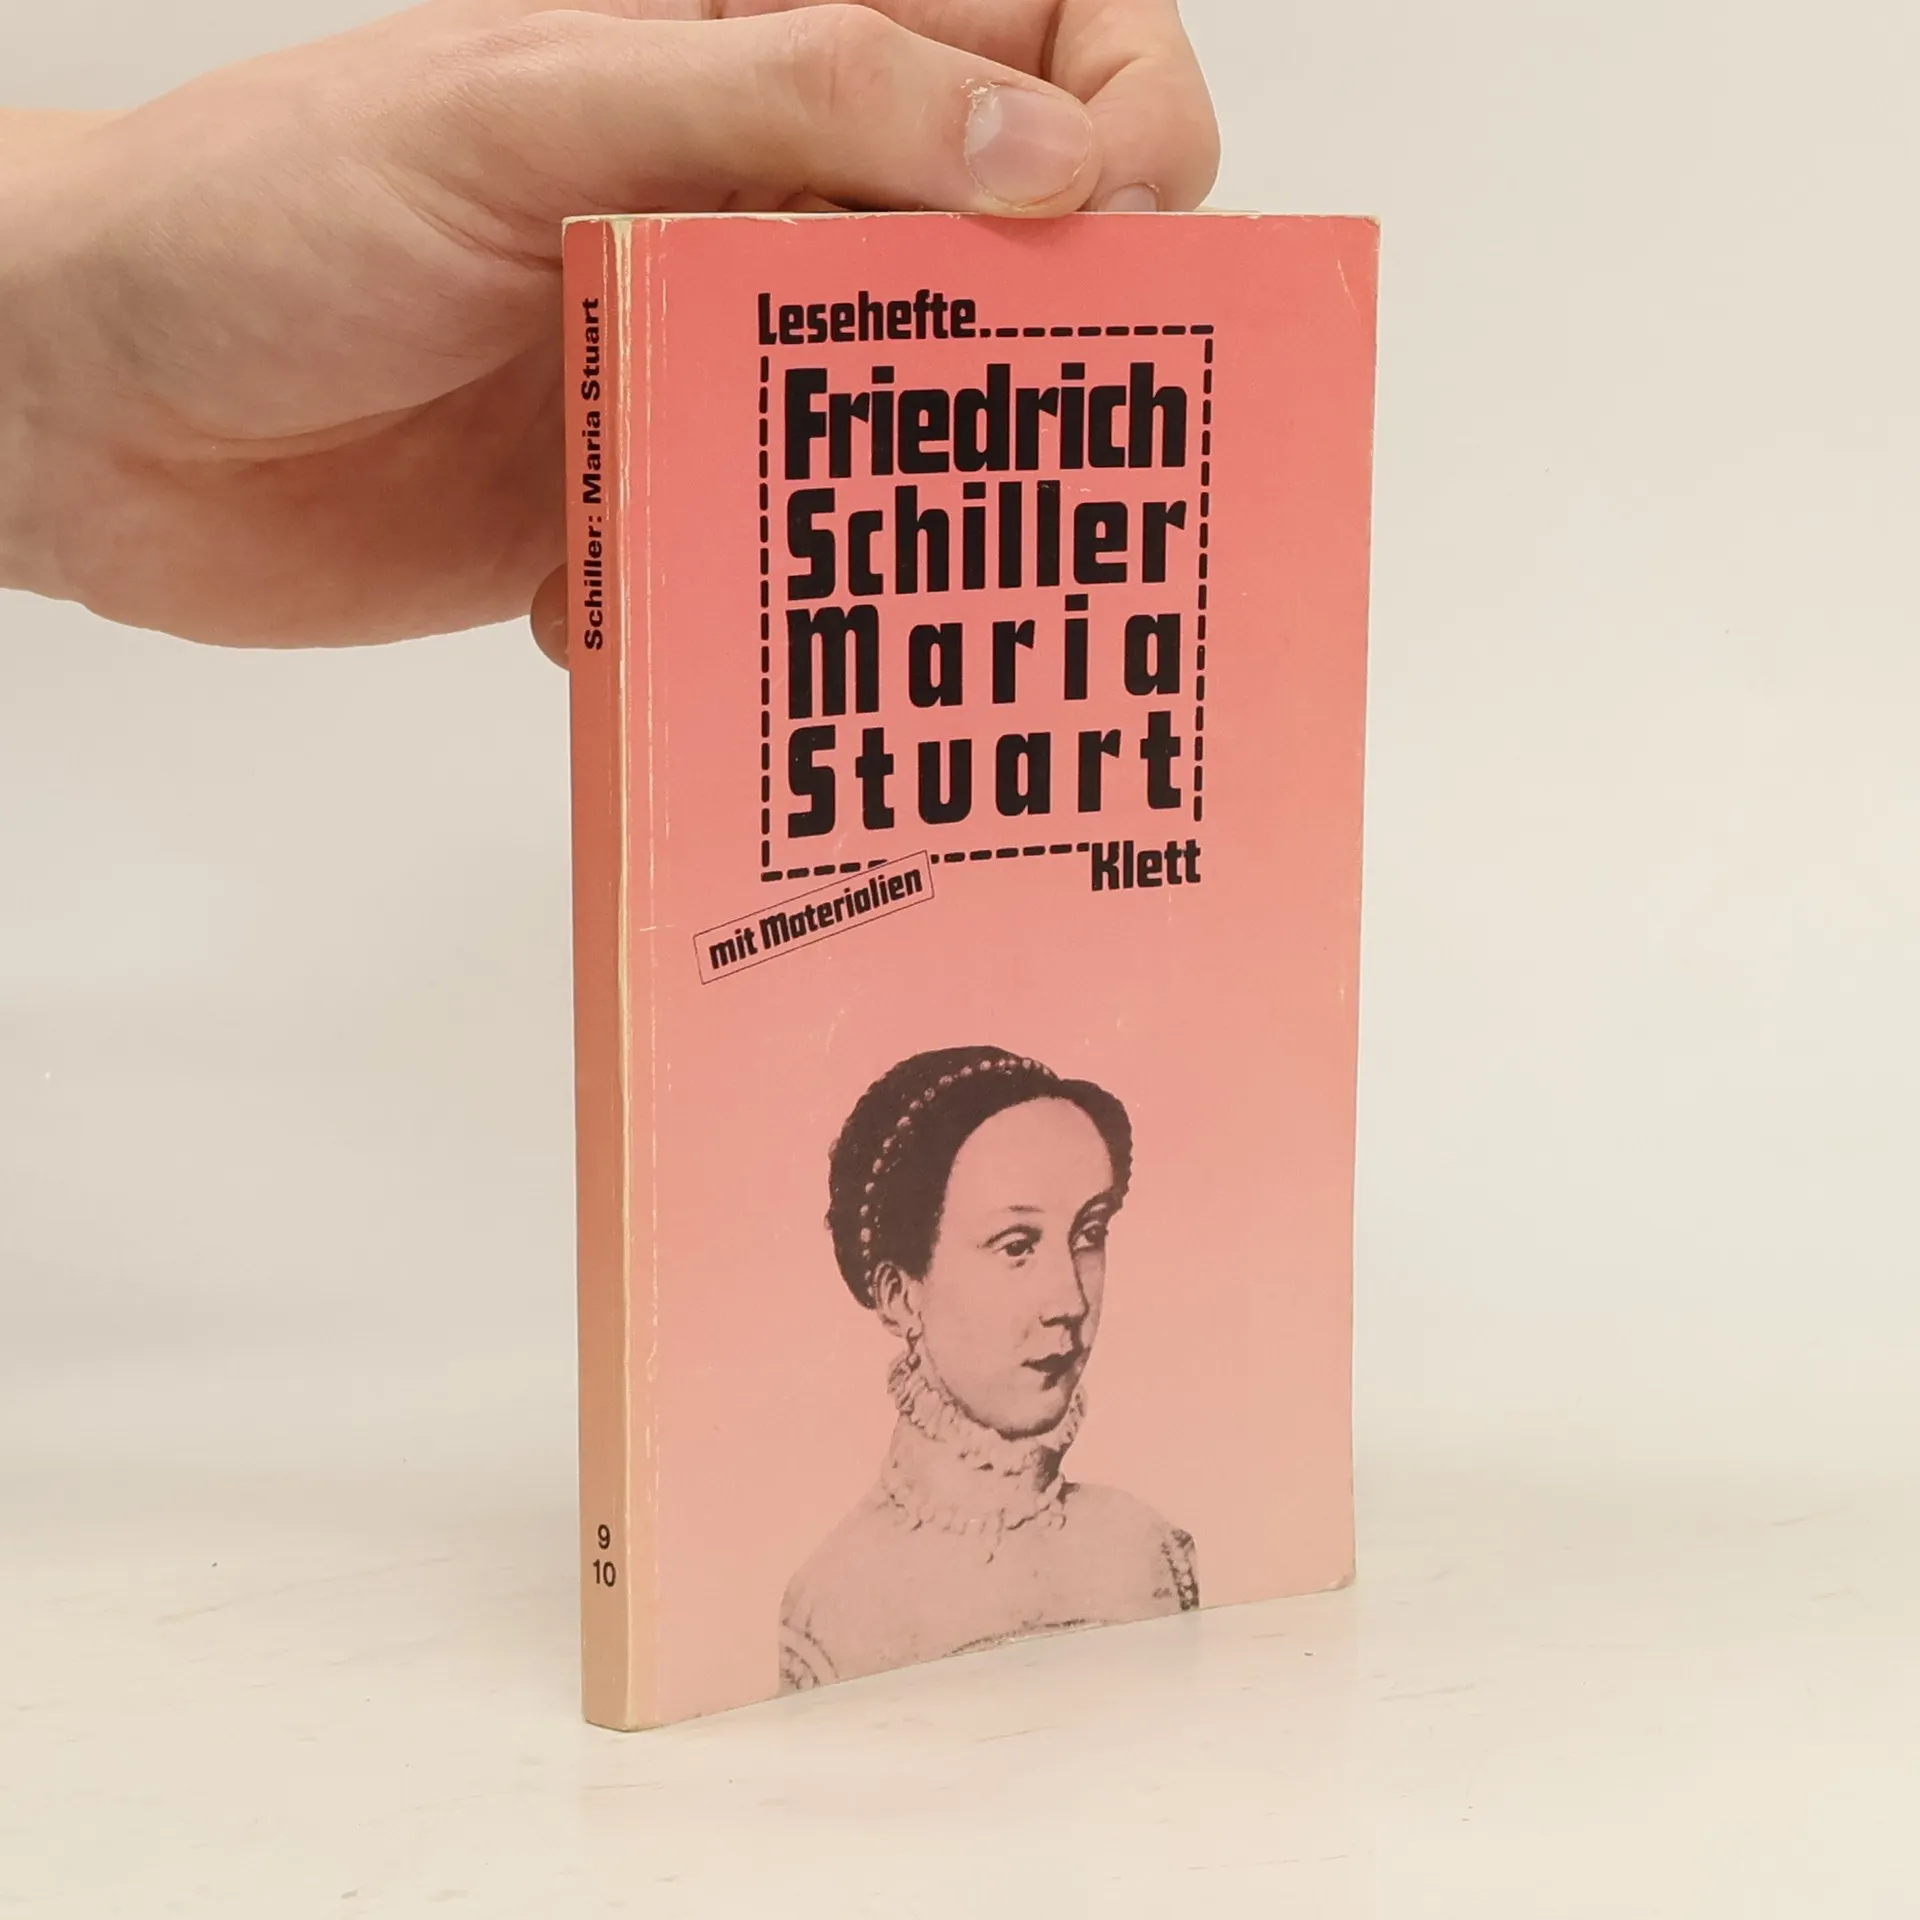 Schiller: Maria Stuart
9
10
Lesehefte
Friedrich
Schiller
Maria
Stuart
Klett
mit Materialien